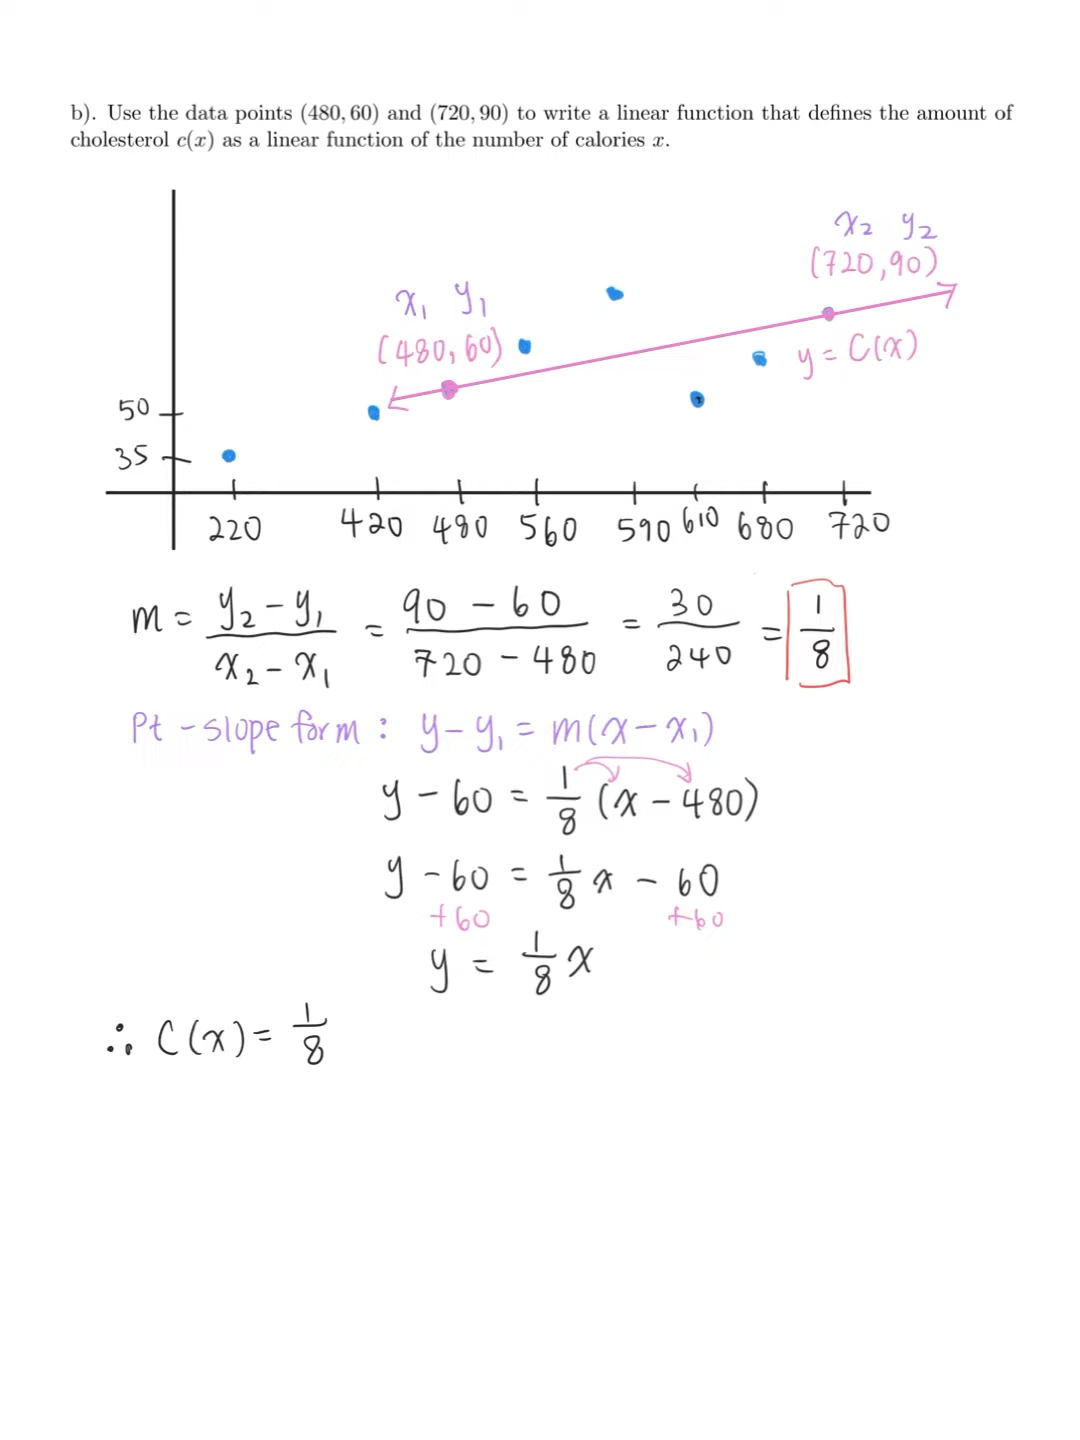 b). Use the data points (480, 60) and (720, 90) to write a linear function that defines the amount of
cholesterol c(x) as a linear function of the number of calories x.
x₂ y₂
(720,90)
x₁ y₁
(480,60)
y = C(x)
50
35
220 420 480 560 590 610 680 720
m = (y₂ - y₁)/(x₂ - x₁) = (90 - 60)/(720 - 480) = 30/240 = 1/8
Pt - slope form : y - y₁ = m(x - x₁)
y - 60 = 1/8 (x - 480)
y - 60 = 1/8 x - 60
+60 +60
y = 1/8 x
∴ C(x) = 1/8